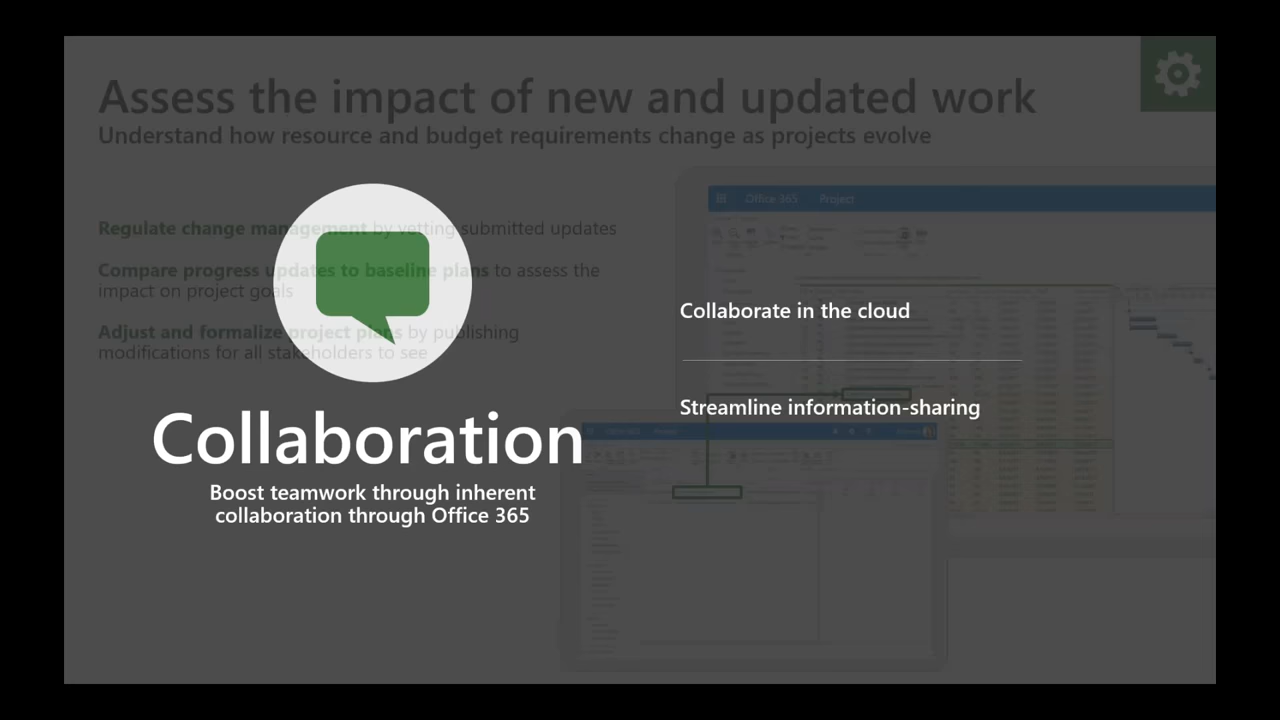 Assess the impact of new and updated work
Understand how resource and budget requirements change as projects evolve
Office 365 Project
Regulate change management by vetting submitted updates
Compare progress updates to baseline plans to assess the
impact on project goals
Adjust and formalize project plans by publishing
modifications for all stakeholders to see
Collaboration
Boost teamwork through inherent
collaboration through Office 365
Collaborate in the cloud
Streamline information-sharing